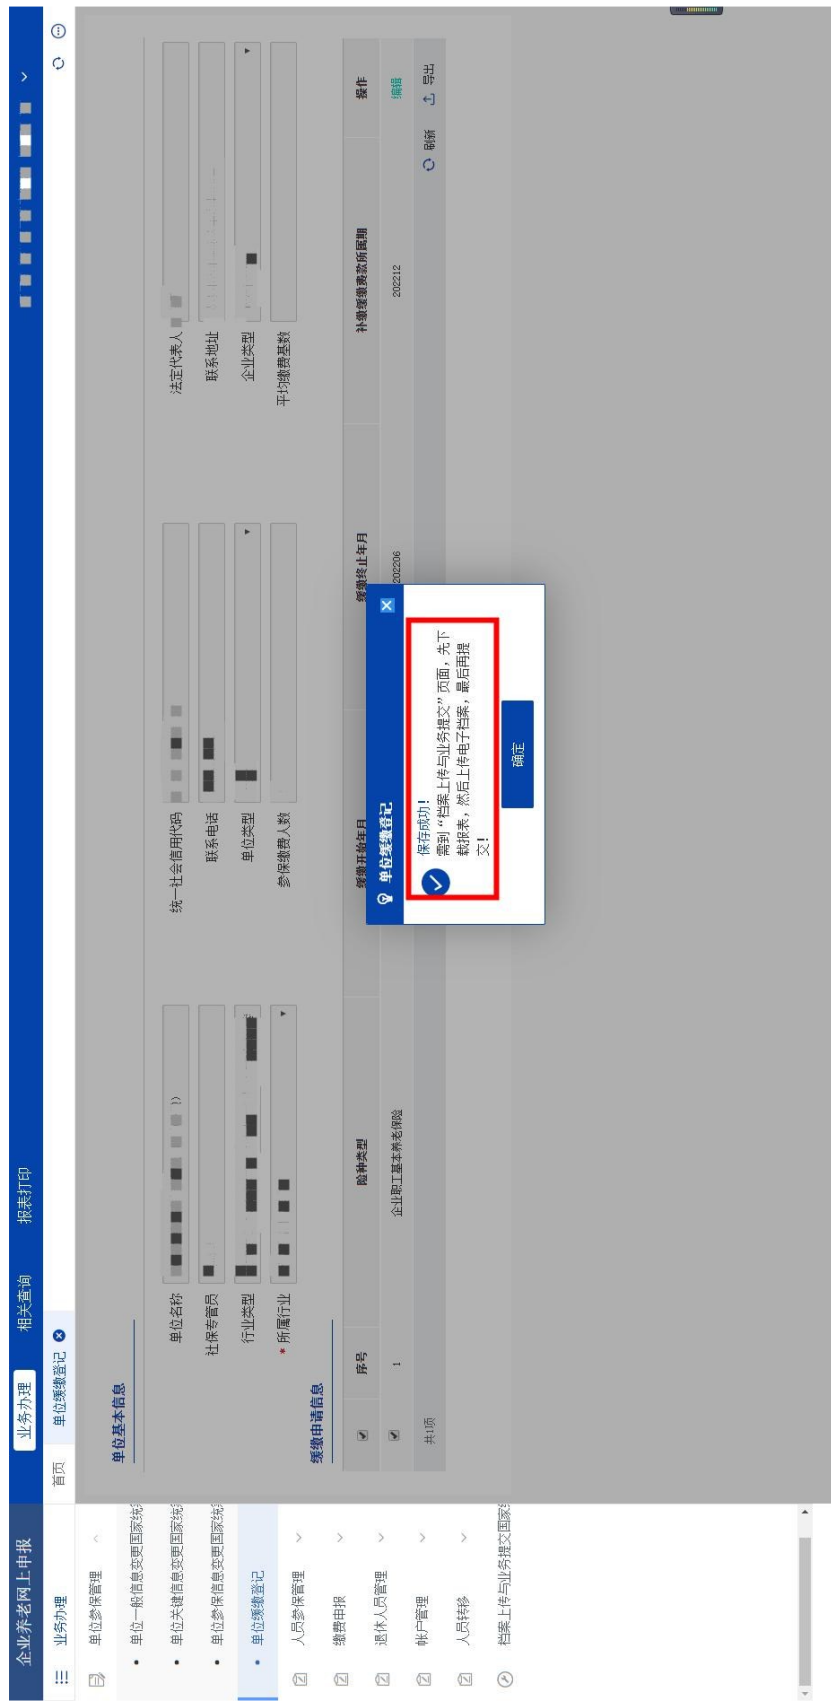 企业养老网上申报
业务办理
相关查询
报表打印
业务办理
首页
单位缓缴登记
单位参保管理
单位一般信息变更国家统
单位关键信息变更国家统
单位参保信息变更国家统
单位缓缴登记
人员参保管理
缴费申报
退休人员管理
帐户管理
人员转移
档案上传与业务提交国家
单位基本信息
单位名称
统一社会信用代码
法定代表人
社保专管员
联系电话
联系地址
行业类型
单位类型
企业类型
* 所属行业
参保缴费人数
平均缴费基数
缓缴申请信息
序号 险种类型 缓缴开始年月 缓缴终止年月 补缴缓缴费款所属期 操作
1 企业职工基本养老保险 202206 202212 编辑
共1项
刷新 导出
单位缓缴登记
保存成功!
需到“档案上传与业务提交”页面，先下
载报表，然后上传电子档案，最后再提
交!
确定